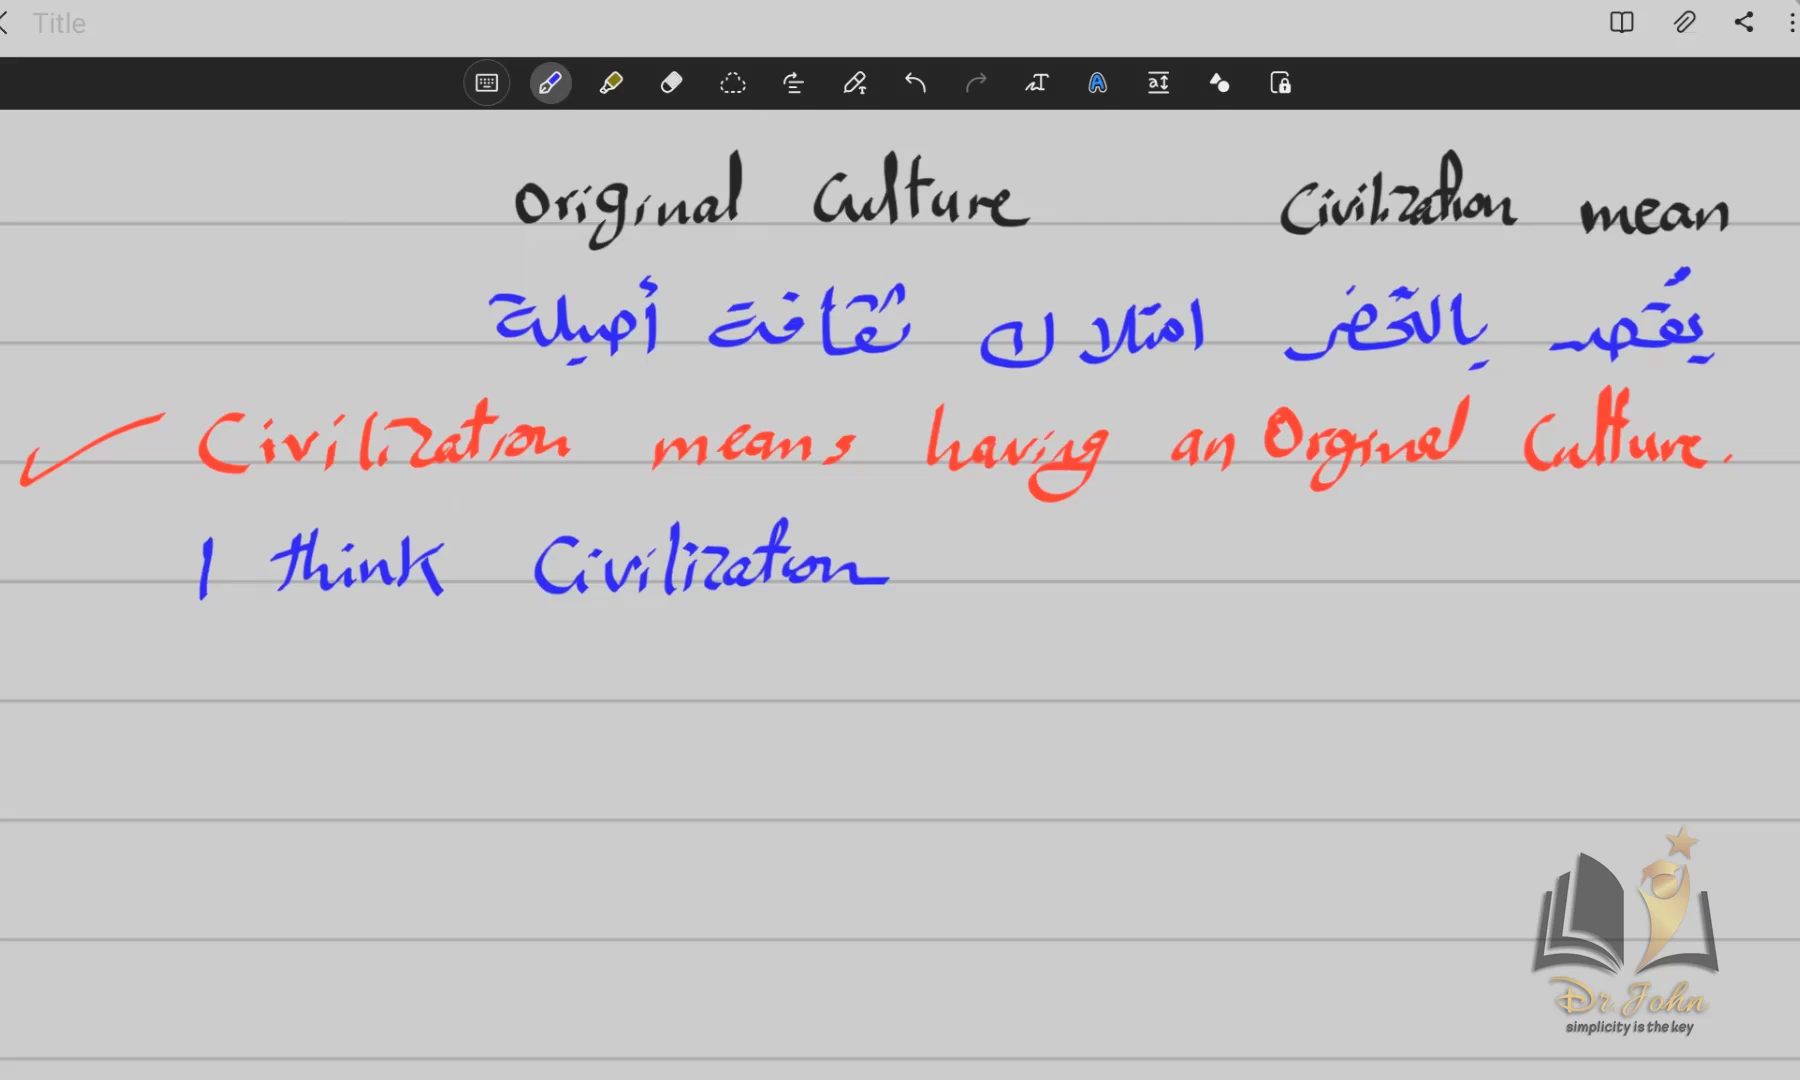 Title
Original Culture Civilization mean
يُقصد بالتحضر امتلاك ثقافة أصيلة
Civilization means having an Orginal Culture.
I think Civilization
Dr. John
simplicity is the key